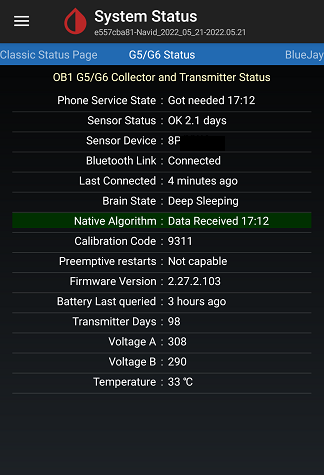 System Status
e557cba81-Navid_2022_05_21-2022.05.21
Classic Status Page G5/G6 Status BlueJay
OB1 G5/G6 Collector and Transmitter Status
Phone Service State : Got needed 17:12
Sensor Status : OK 2.1 days
Sensor Device : 8P
Bluetooth Link : Connected
Last Connected : 4 minutes ago
Brain State : Deep Sleeping
Native Algorithm : Data Received 17:12
Calibration Code : 9311
Preemptive restarts : Not capable
Firmware Version : 2.27.2.103
Battery Last queried : 3 hours ago
Transmitter Days : 98
Voltage A : 308
Voltage B : 290
Temperature : 33 °C